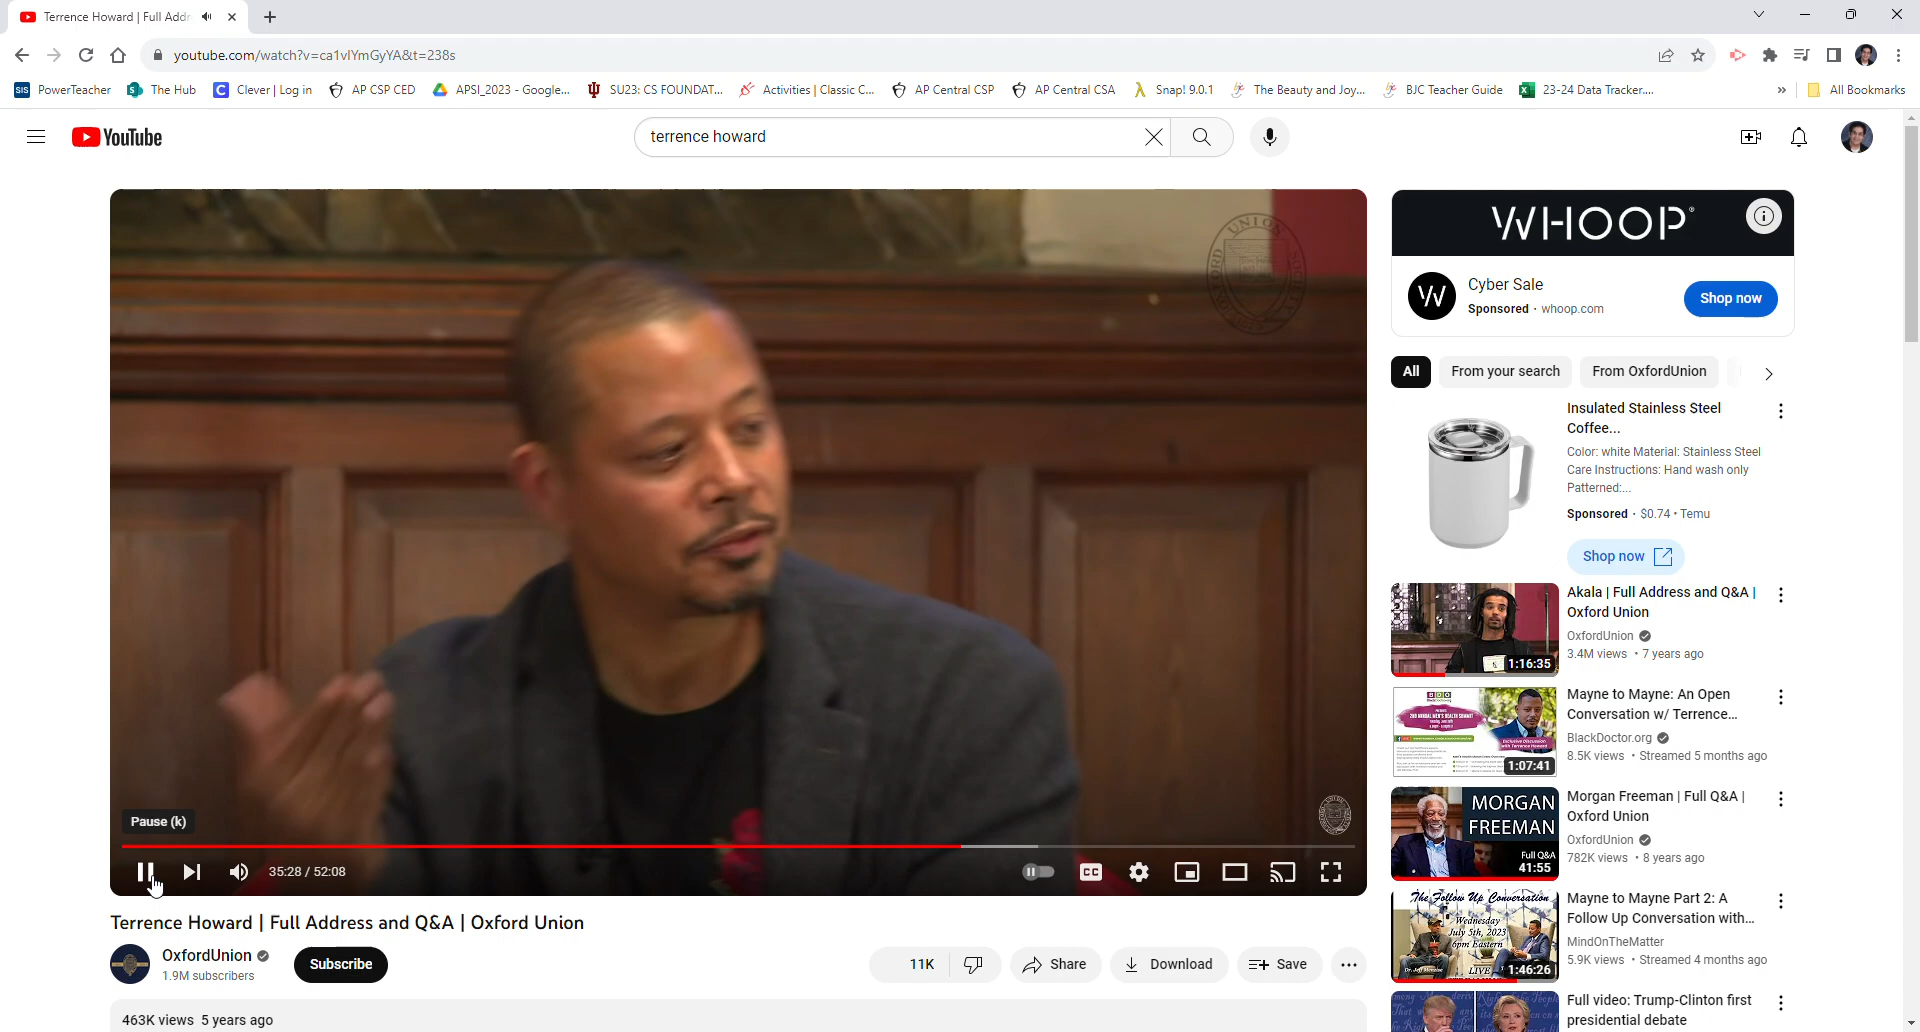 Terrence Howard | Full Addr
youtube.com/watch?v=ca1vlYmGyYA&t=238s
SIS PowerTeacher
The Hub
C Clever | Log in
AP CSP CED
APSI_2023 - Google...
SU23: CS FOUNDAT...
Activities | Classic C...
AP Central CSP
AP Central CSA
Snap! 9.0.1
The Beauty and Joy...
BJC Teacher Guide
23-24 Data Tracker....
» All Bookmarks
YouTube
terrence howard
UNION
Pause (k)
35:28 / 52:08
CC
Terrence Howard | Full Address and Q&A | Oxford Union
OxfordUnion
1.9M subscribers
Subscribe
11K
Share
Download
Save
463K views 5 years ago
WHOOP
W
Cyber Sale
Sponsored · whoop.com
Shop now
All
From your search
From OxfordUnion
Insulated Stainless Steel
Coffee...
Color: white Material: Stainless Steel
Care Instructions: Hand wash only
Patterned:...
Sponsored · $0.74 · Temu
Shop now
1:16:35
Akala | Full Address and Q&A |
Oxford Union
OxfordUnion
3.4M views • 7 years ago
1:07:41
Mayne to Mayne: An Open
Conversation w/ Terrence...
BlackDoctor.org
8.5K views • Streamed 5 months ago
MORGAN
FREEMAN
Full Q&A
41:55
Morgan Freeman | Full Q&A |
Oxford Union
OxfordUnion
782K views • 8 years ago
The Follow Up Conversation
Wednesday
July 5th, 2023
6pm Eastern
LIVE
1:46:26
Mayne to Mayne Part 2: A
Follow Up Conversation with...
MindOnTheMatter
5.9K views • Streamed 4 months ago
Full video: Trump-Clinton first
presidential debate